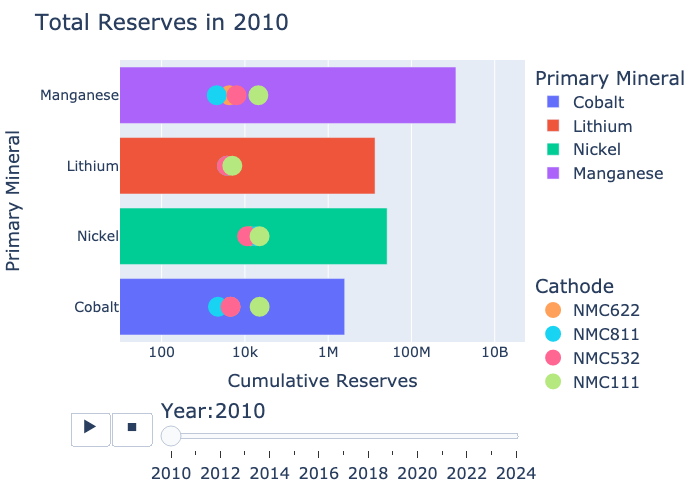 Total Reserves in 2010
Primary Mineral
Manganese
Lithium
Nickel
Cobalt
100 10k 1M 100M 10B
Cumulative Reserves
Primary Mineral
Cobalt
Lithium
Nickel
Manganese
Cathode
NMC622
NMC811
NMC532
NMC111
Year:2010
2010 2012 2014 2016 2018 2020 2022 2024